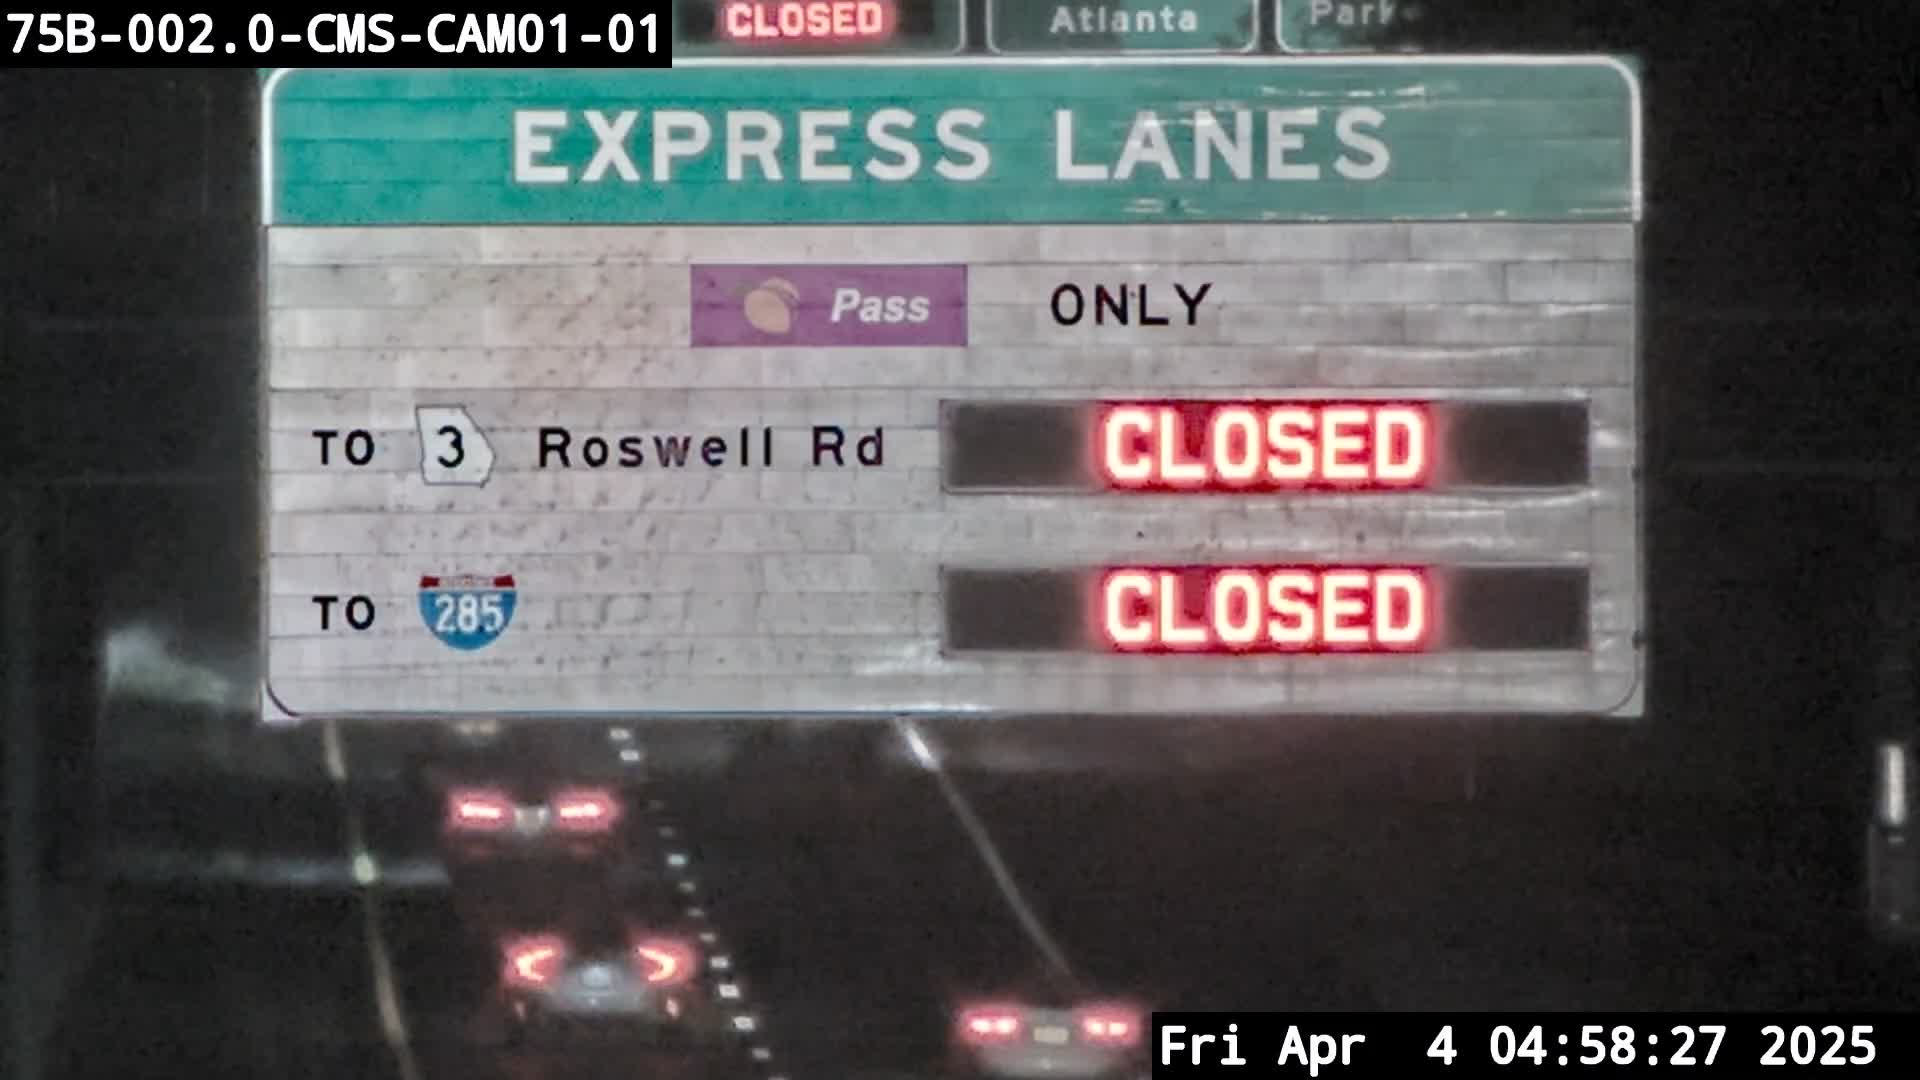 75B-002.0-CMS-CAM01-01
CLOSED
Atlanta
Park
EXPRESS LANES
Pass ONLY
TO 3 Roswell Rd CLOSED
TO 285 CLOSED
Fri Apr 4 04:58:27 2025